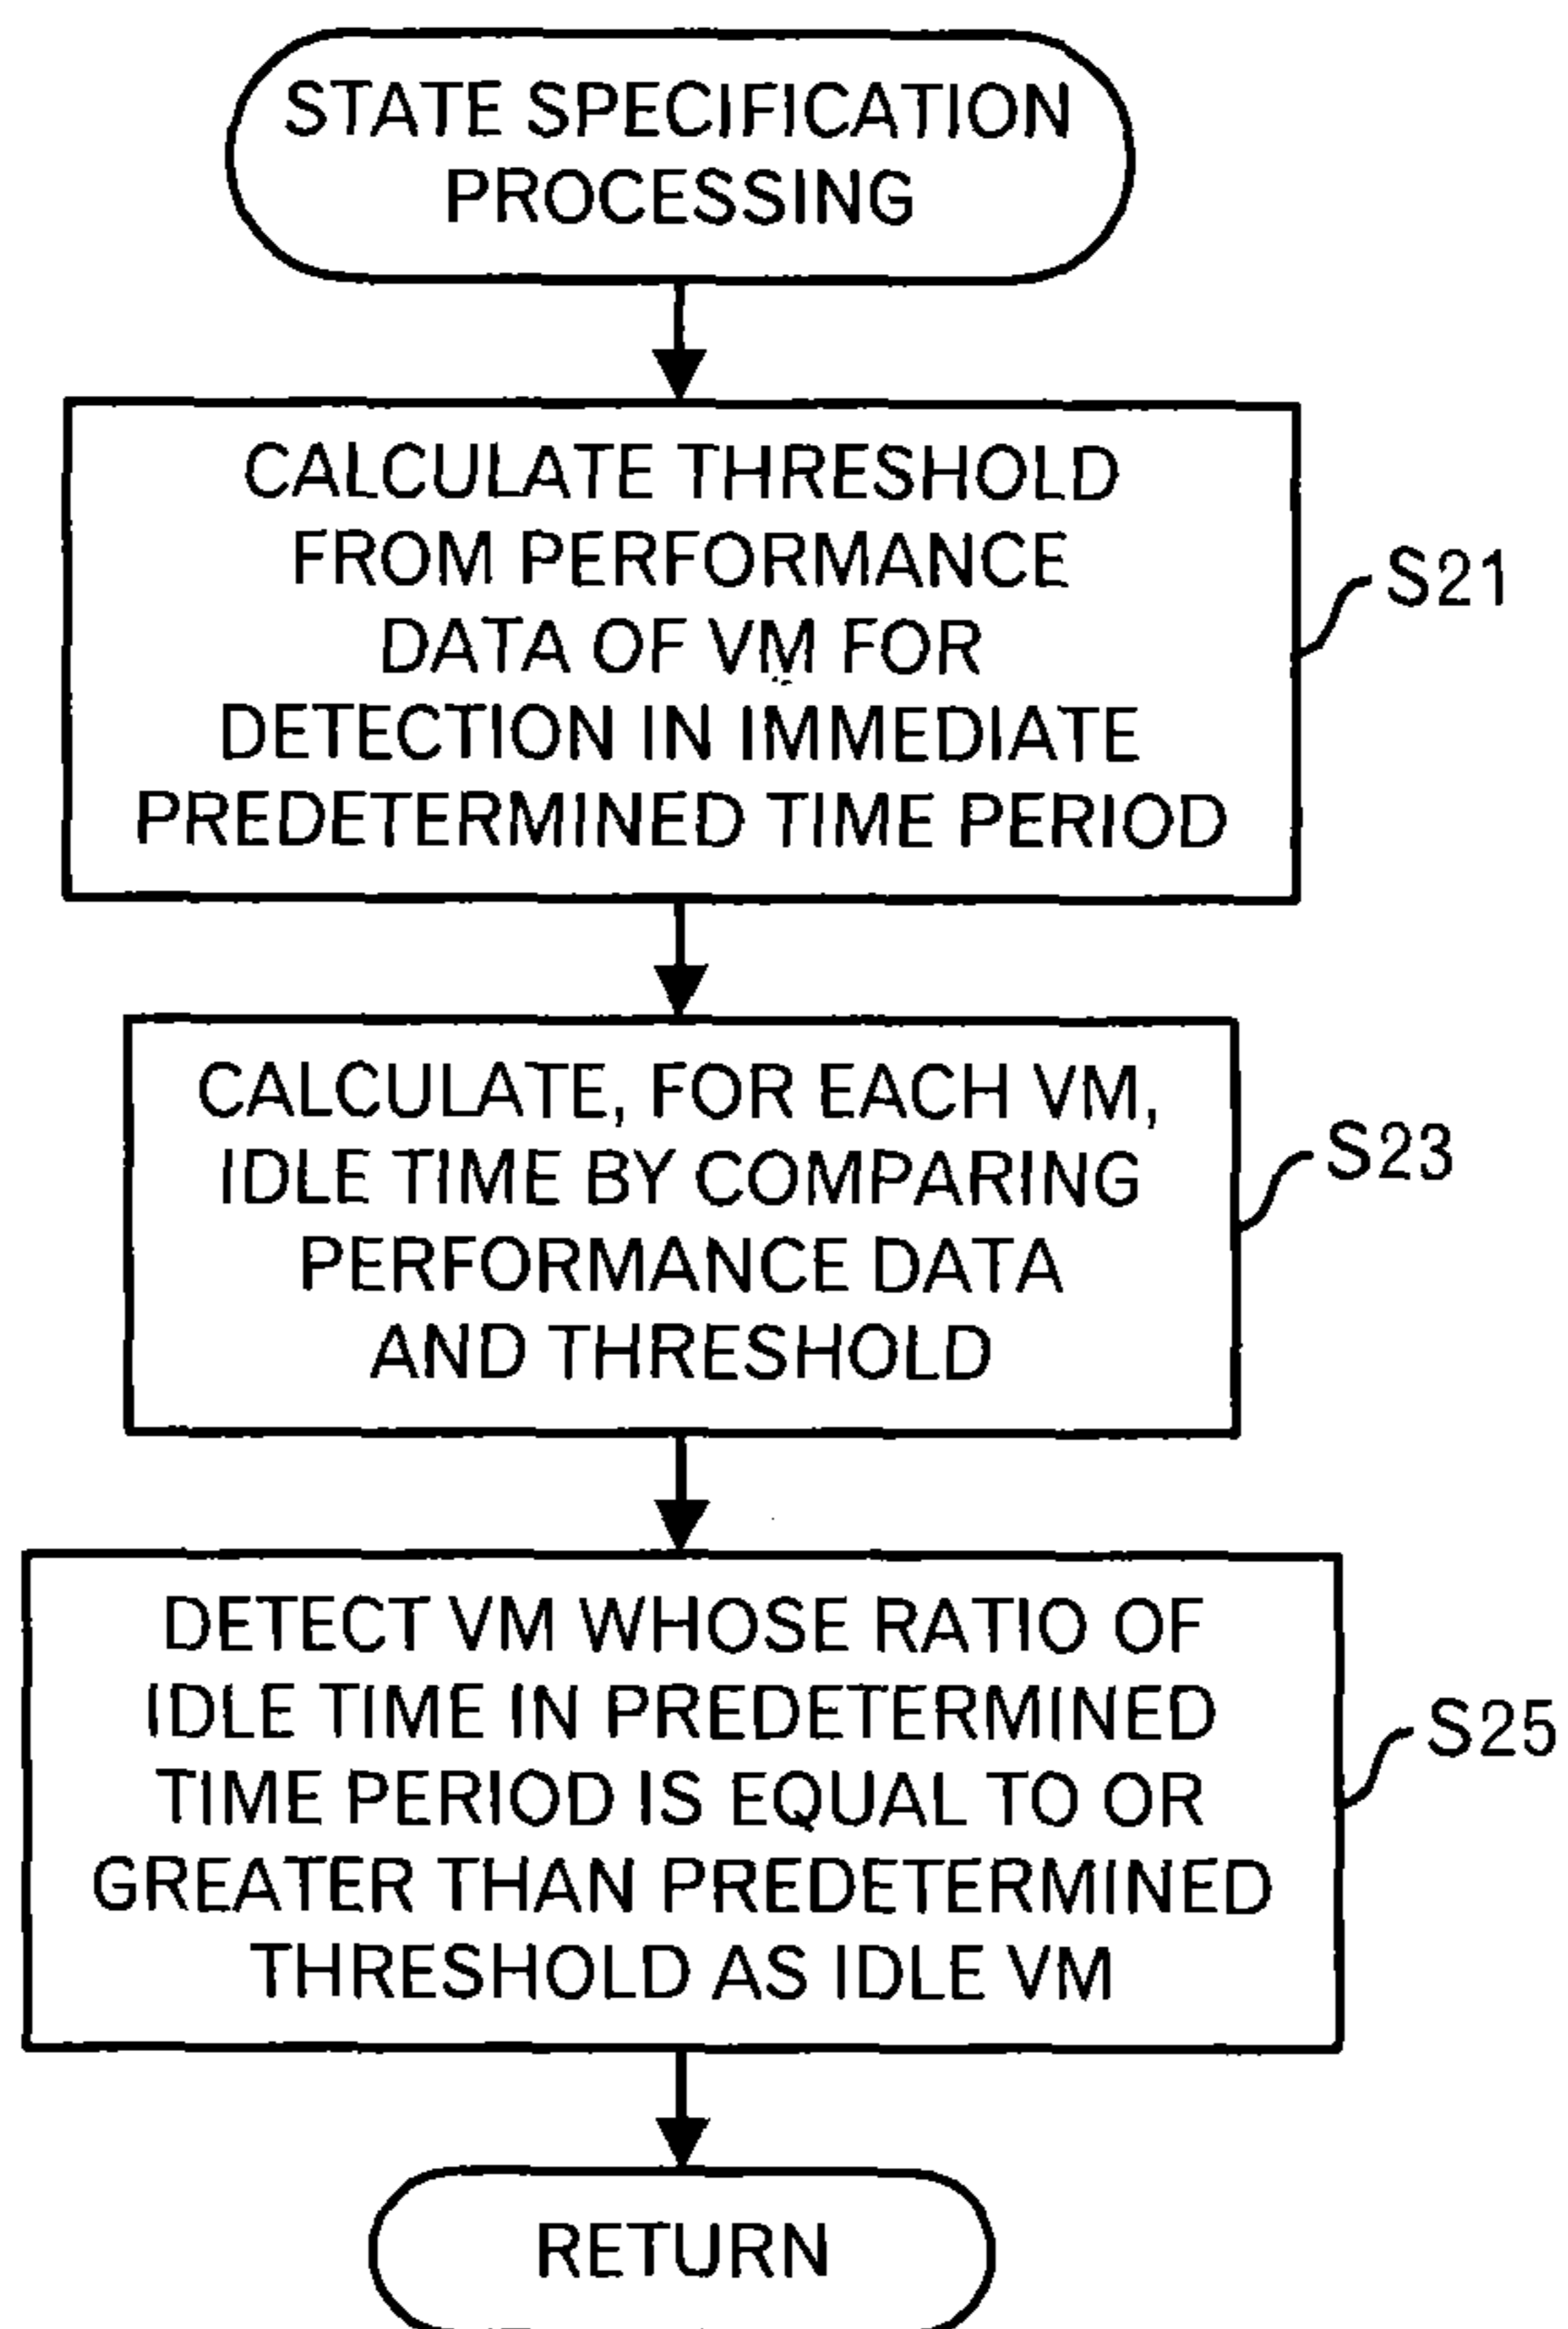 STATE SPECIFICATION
PROCESSING
CALCULATE THRESHOLD
FROM PERFORMANCE
DATA OF VM FOR
DETECTION IN IMMEDIATE
PREDETERMINED TIME PERIOD
S21
CALCULATE, FOR EACH VM,
IDLE TIME BY COMPARING
PERFORMANCE DATA
AND THRESHOLD
S23
DETECT VM WHOSE RATIO OF
IDLE TIME IN PREDETERMINED
TIME PERIOD IS EQUAL TO OR
GREATER THAN PREDETERMINED
THRESHOLD AS IDLE VM
S25
RETURN